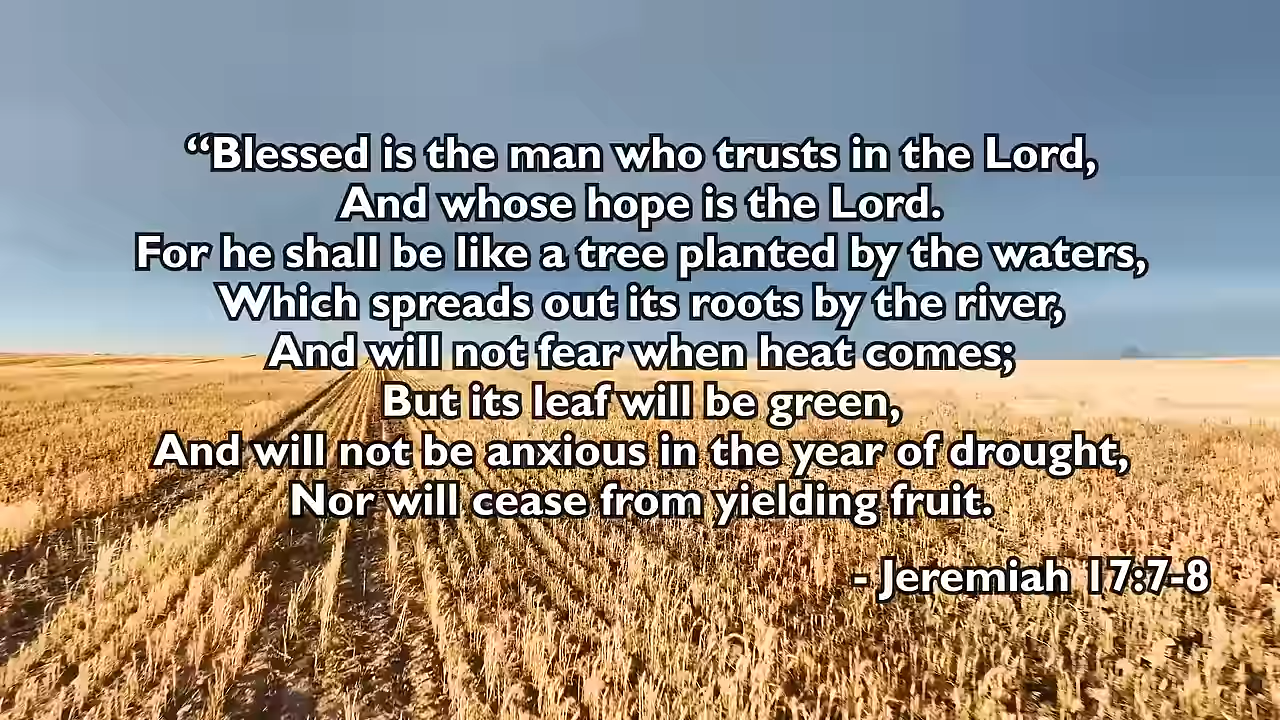 “Blessed is the man who trusts in the Lord,
And whose hope is the Lord.
For he shall be like a tree planted by the waters,
Which spreads out its roots by the river,
And will not fear when heat comes;
But its leaf will be green,
And will not be anxious in the year of drought,
Nor will cease from yielding fruit.
- Jeremiah 17:7-8